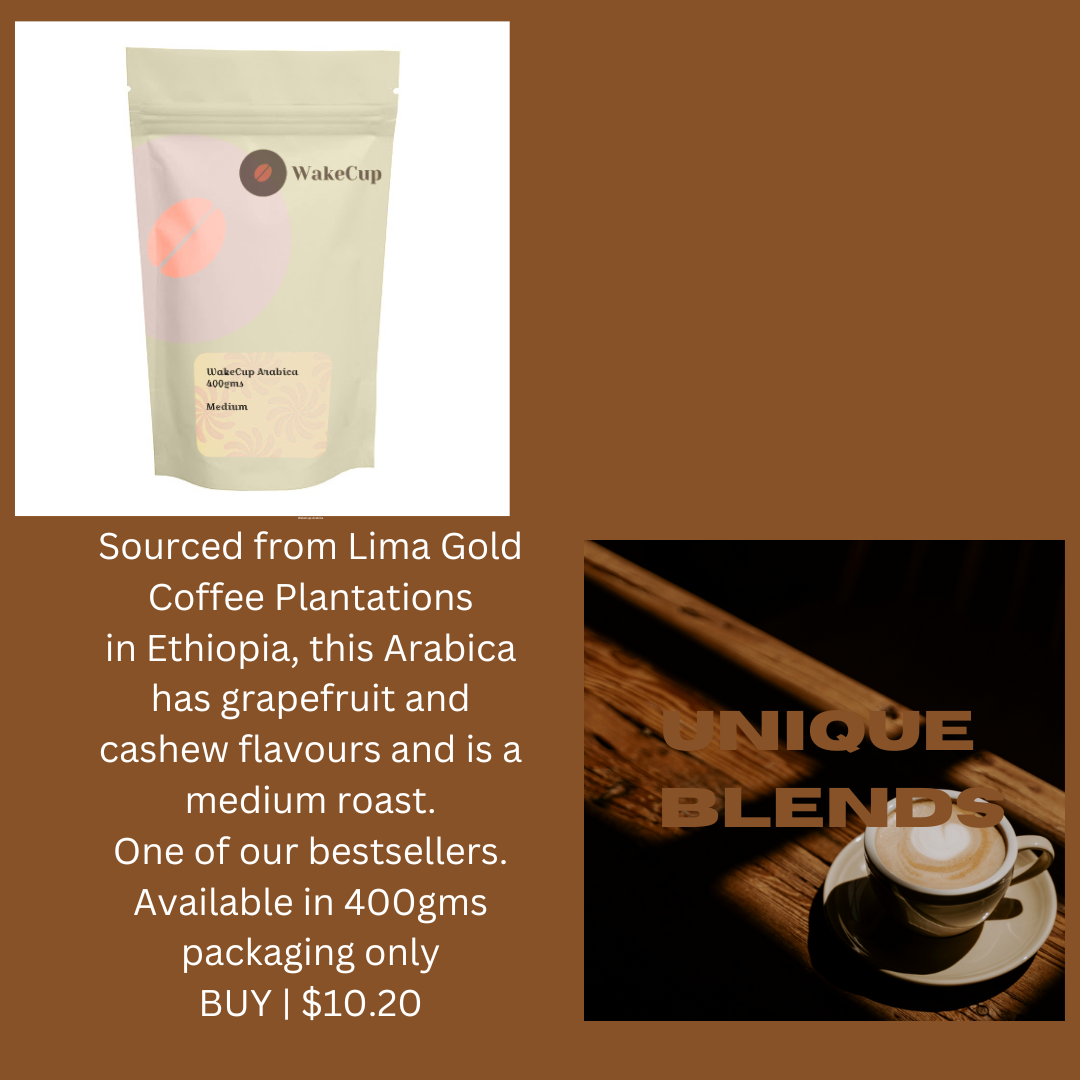 WakeCup
WakeCup Arabica
400gms
Medium
Sourced from Lima Gold
Coffee Plantations
in Ethiopia, this Arabica
has grapefruit and
cashew flavours and is a
medium roast.
One of our bestsellers.
Available in 400gms
packaging only
BUY | $10.20
UNIQUE
BLENDS